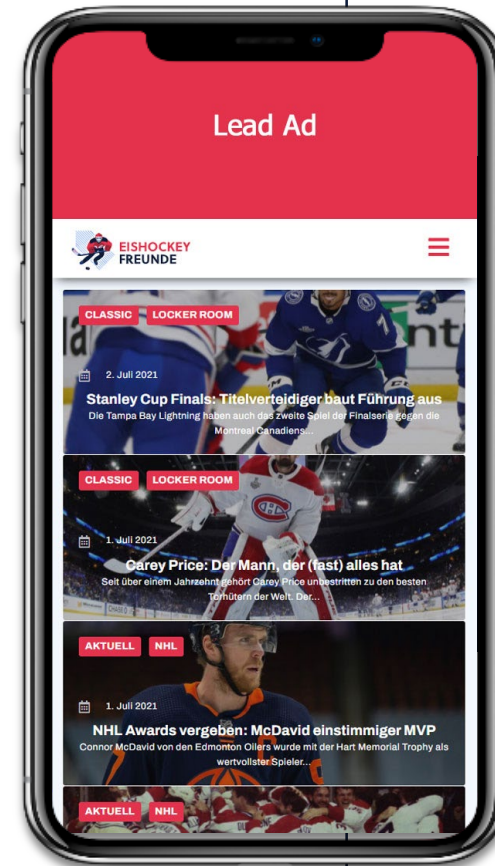 Lead Ad
EISHOCKEY
FREUNDE
CLASSIC LOCKER ROOM
2. Juli 2021
Stanley Cup Finals: Titelverteidiger baut Führung aus
Die Tampa Bay Lightning haben auch das zweite Spiel der Finalserie gegen die
Montreal Canadiens...
CLASSIC LOCKER ROOM
1. Juli 2021
Carey Price: Der Mann, der (fast) alles hat
Seit über einem Jahrzehnt gehört Carey Price unbestritten zu den besten
Torhütern der Welt. Der...
AKTUELL NHL
1. Juli 2021
NHL Awards vergeben: McDavid einstimmiger MVP
Connor McDavid von den Edmonton Oilers wurde mit der Hart Memorial Trophy als
wertvollster Spieler...
AKTUELL NHL